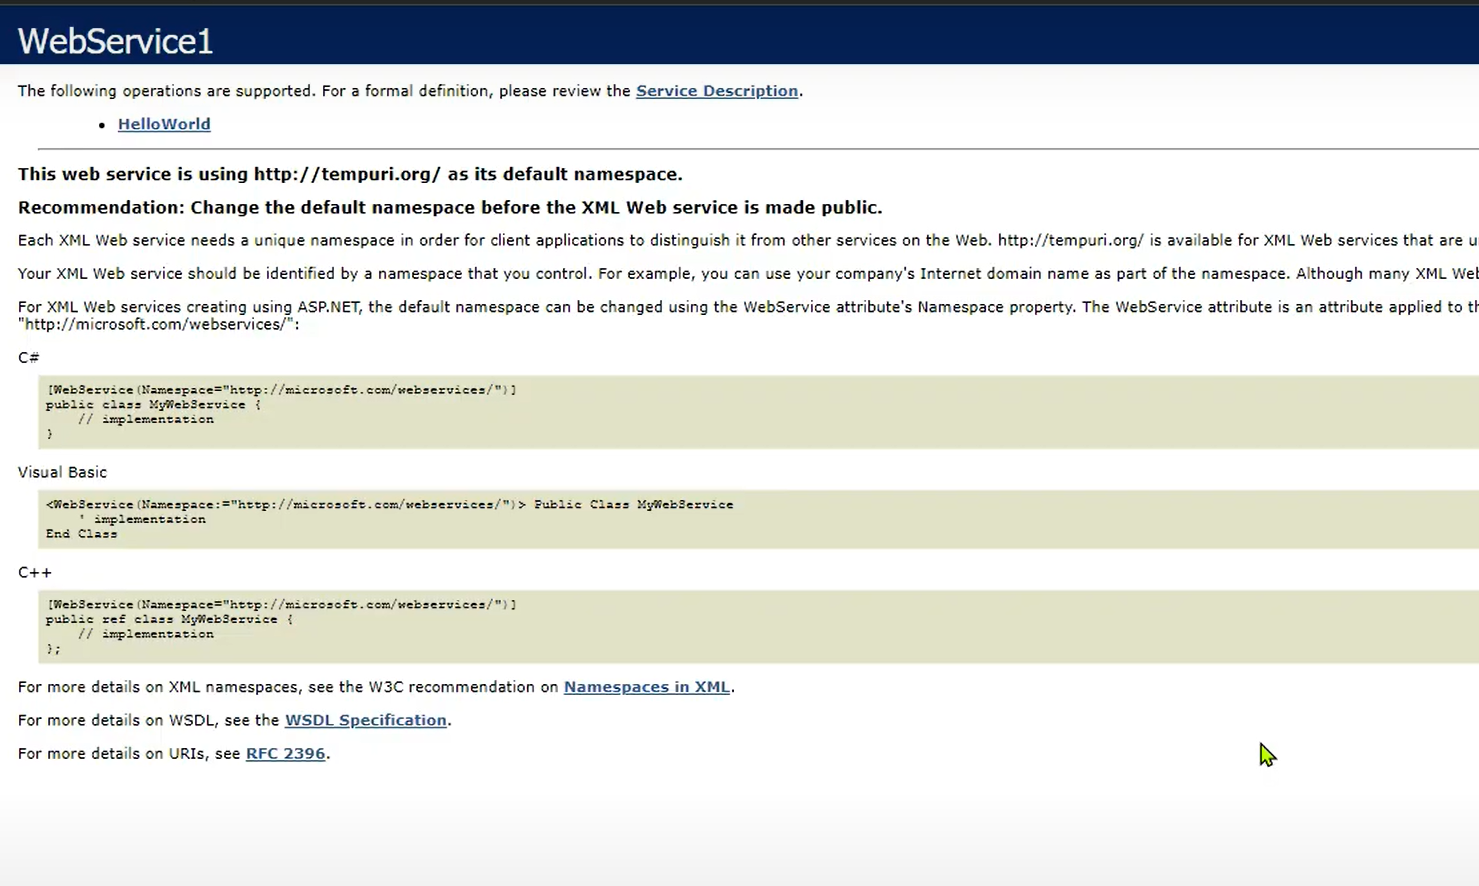 WebService1
The following operations are supported. For a formal definition, please review the Service Description.
• HelloWorld
This web service is using http://tempuri.org/ as its default namespace.
Recommendation: Change the default namespace before the XML Web service is made public.
Each XML Web service needs a unique namespace in order for client applications to distinguish it from other services on the Web. http://tempuri.org/ is available for XML Web services that are
Your XML Web service should be identified by a namespace that you control. For example, you can use your company's Internet domain name as part of the namespace. Although many XML
For XML Web services creating using ASP.NET, the default namespace can be changed using the WebService attribute's Namespace property. The WebService attribute is an attribute applied to
"http://microsoft.com/webservices/":
C#
[WebService(Namespace="http://microsoft.com/webservices/")]
public class MyWebService {
// implementation
}
Visual Basic
<WebService(Namespace:="http://microsoft.com/webservices/")> Public Class MyWebService
' implementation
End Class
C++
[WebService(Namespace="http://microsoft.com/webservices/")]
public ref class MyWebService {
// implementation
};
For more details on XML namespaces, see the W3C recommendation on Namespaces in XML.
For more details on WSDL, see the WSDL Specification.
For more details on URIs, see RFC 2396.